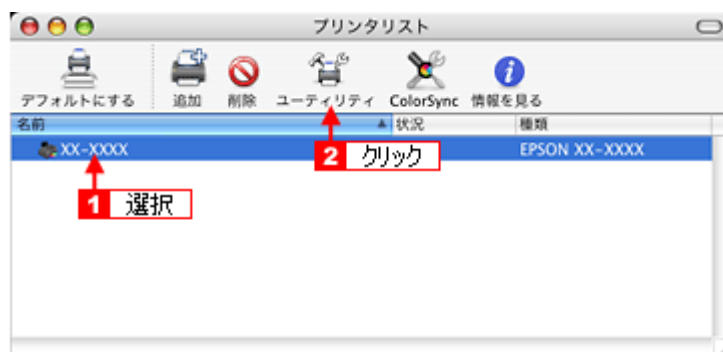 プリンタリスト
デフォルトにする 追加 削除 ユーティリティ ColorSync 情報を見る
名前 状況 種類
XX-XXXX EPSON XX-XXXX
2 クリック
1 選択